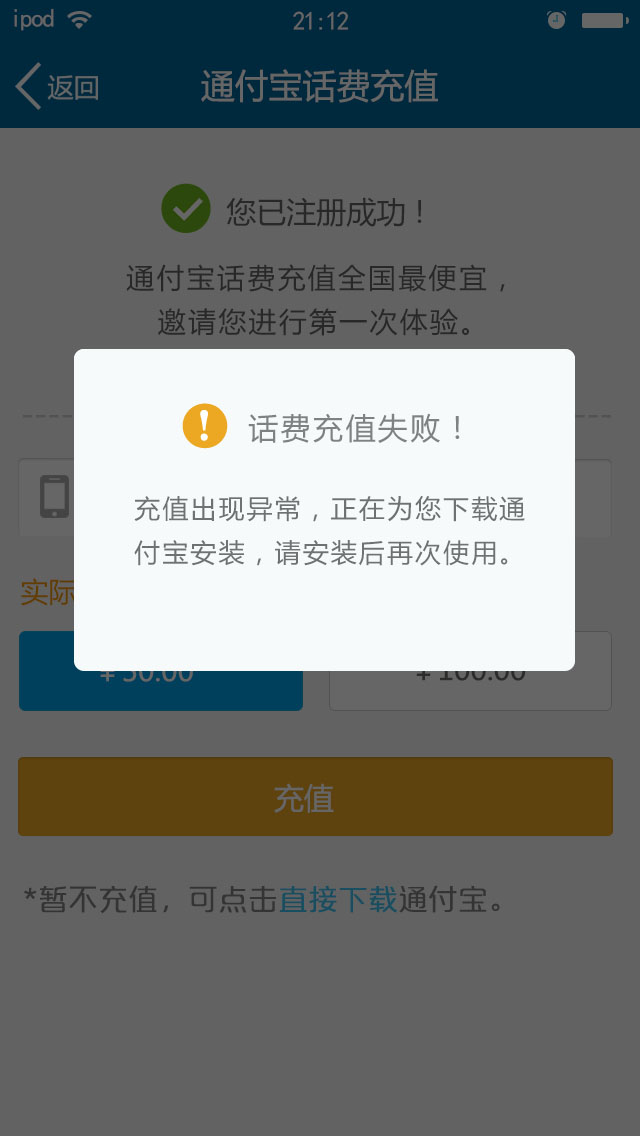 ipod
21:12
返回
通付宝话费充值
您已注册成功！
通付宝话费充值全国最便宜，
邀请您进行第一次体验。
话费充值失败！
充值出现异常，正在为您下载通
付宝安装，请安装后再次使用。
实际
¥ 50.00
¥ 100.00
充值
*暂不充值，可点击直接下载通付宝。